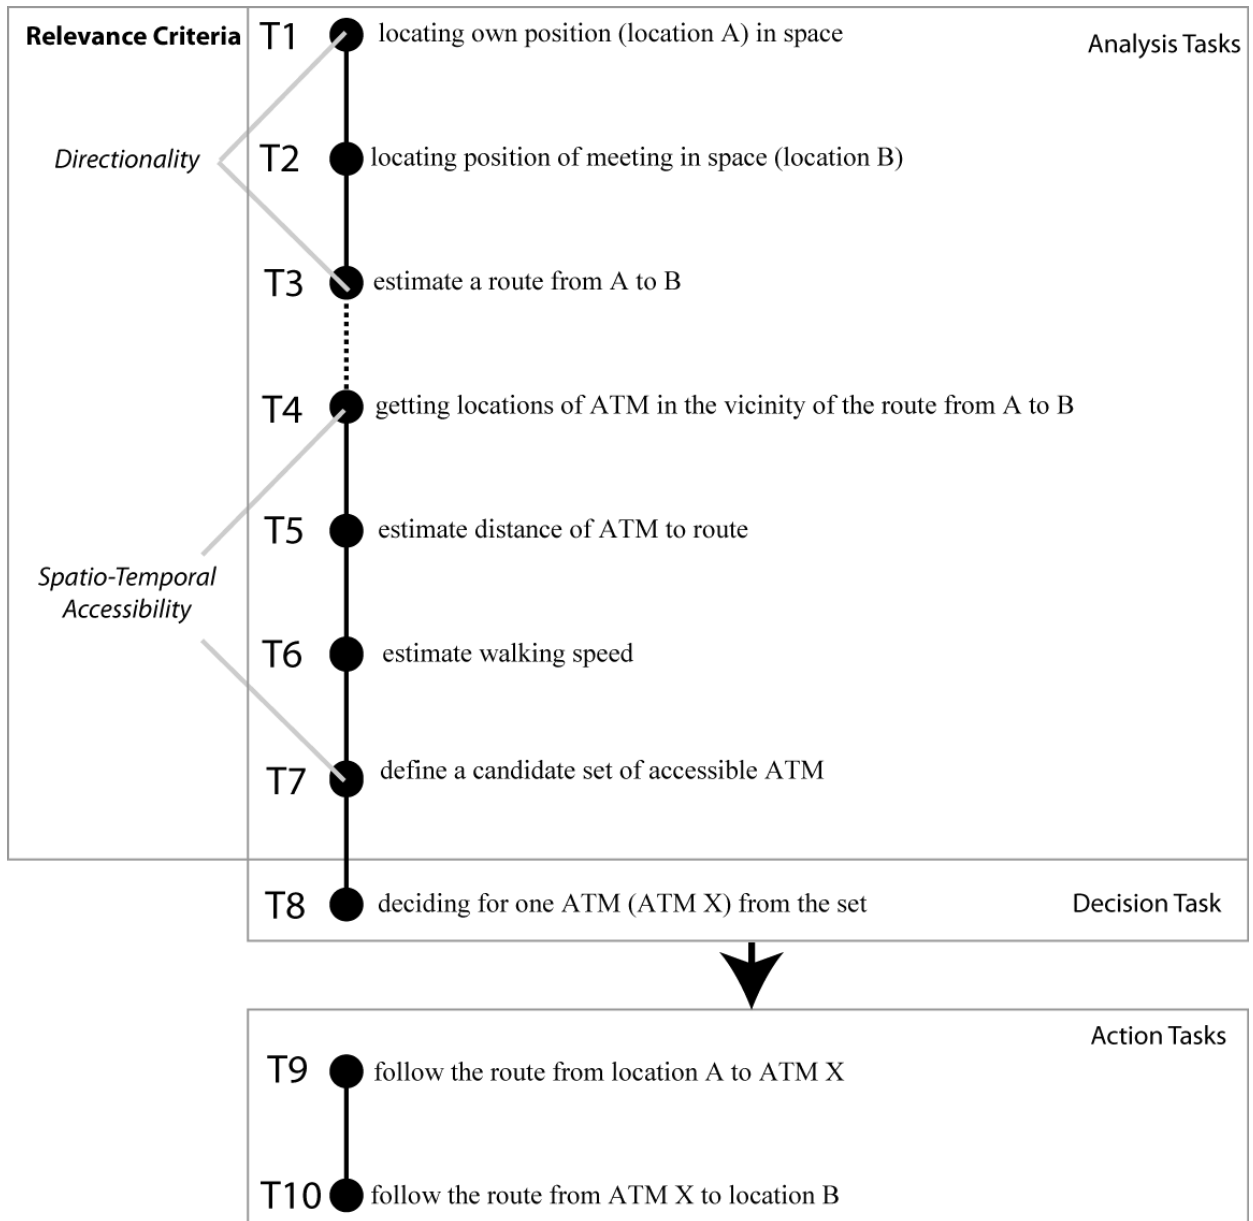 Relevance Criteria
Analysis Tasks
T1 locating own position (location A) in space
Directionality
T2 locating position of meeting in space (location B)
T3 estimate a route from A to B
T4 getting locations of ATM in the vicinity of the route from A to B
T5 estimate distance of ATM to route
Spatio-Temporal
Accessibility
T6 estimate walking speed
T7 define a candidate set of accessible ATM
T8 deciding for one ATM (ATM X) from the set
Decision Task
Action Tasks
T9 follow the route from location A to ATM X
T10 follow the route from ATM X to location B